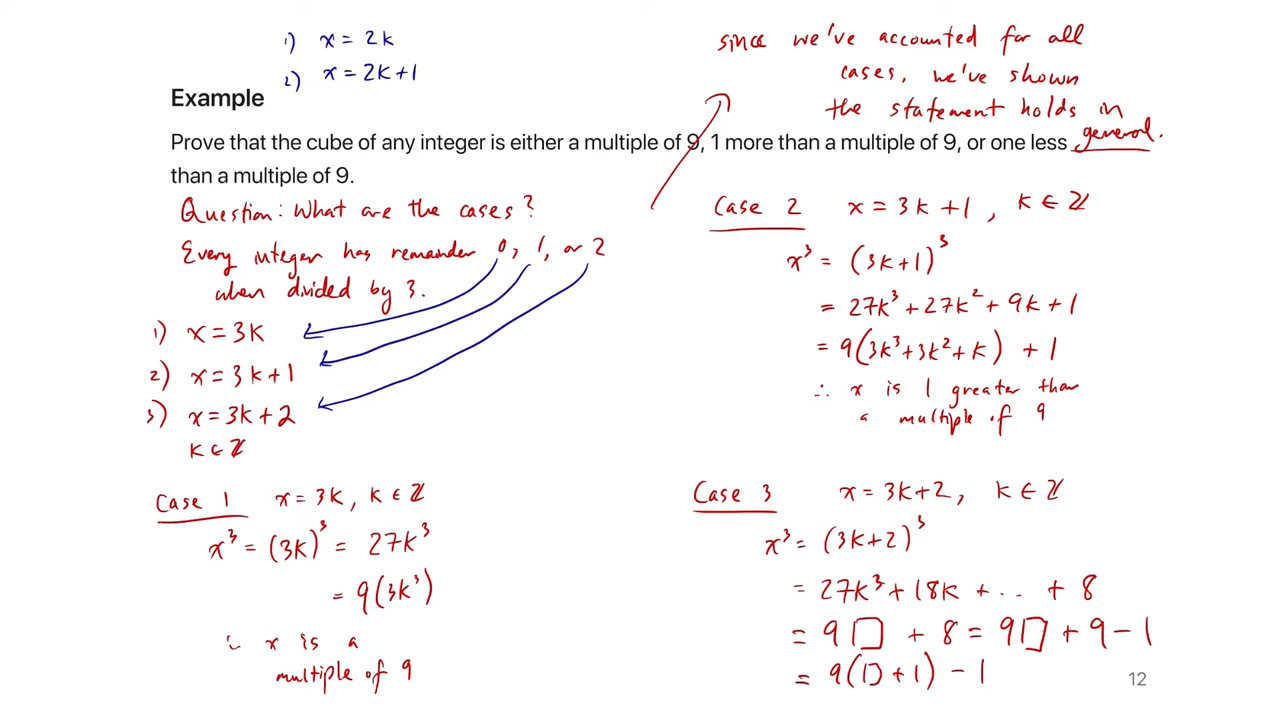 1) x = 2k
2) x = 2k+1
Example
Prove that the cube of any integer is either a multiple of 9, 1 more than a multiple of 9, or one less
than a multiple of 9.
Question: What are the cases?
Every integer has remainder 0, 1, or 2
when divided by 3.
1) x = 3k
2) x = 3k+1
3) x = 3k+2
k ∈ ℤ
Case 1 x = 3k, k ∈ ℤ
x³ = (3k)³ = 27k³
= 9(3k³)
∴ x is a
multiple of 9
since we've accounted for all
cases, we've shown
the statement holds in
general.
Case 2 x = 3k+1, k ∈ ℤ
x³ = (3k+1)³
= 27k³ + 27k² + 9k + 1
= 9(3k³+3k²+k) + 1
∴ x is 1 greater than
a multiple of 9
Case 3 x = 3k+2, k ∈ ℤ
x³ = (3k+2)³
= 27k³ + 18k + ... + 8
= 9□ + 8 = 9□ + 9 - 1
= 9(□ + 1) - 1
12